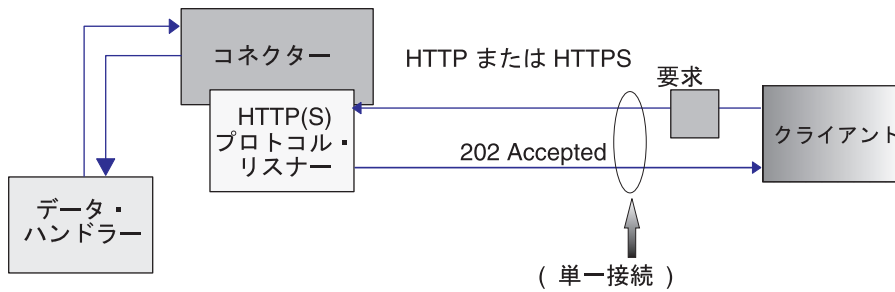 コネクター
HTTP または HTTPS
要求
HTTP(S)
プロトコル・
リスナー
クライアント
202 Accepted
データ・
ハンドラー
( 単一接続 )